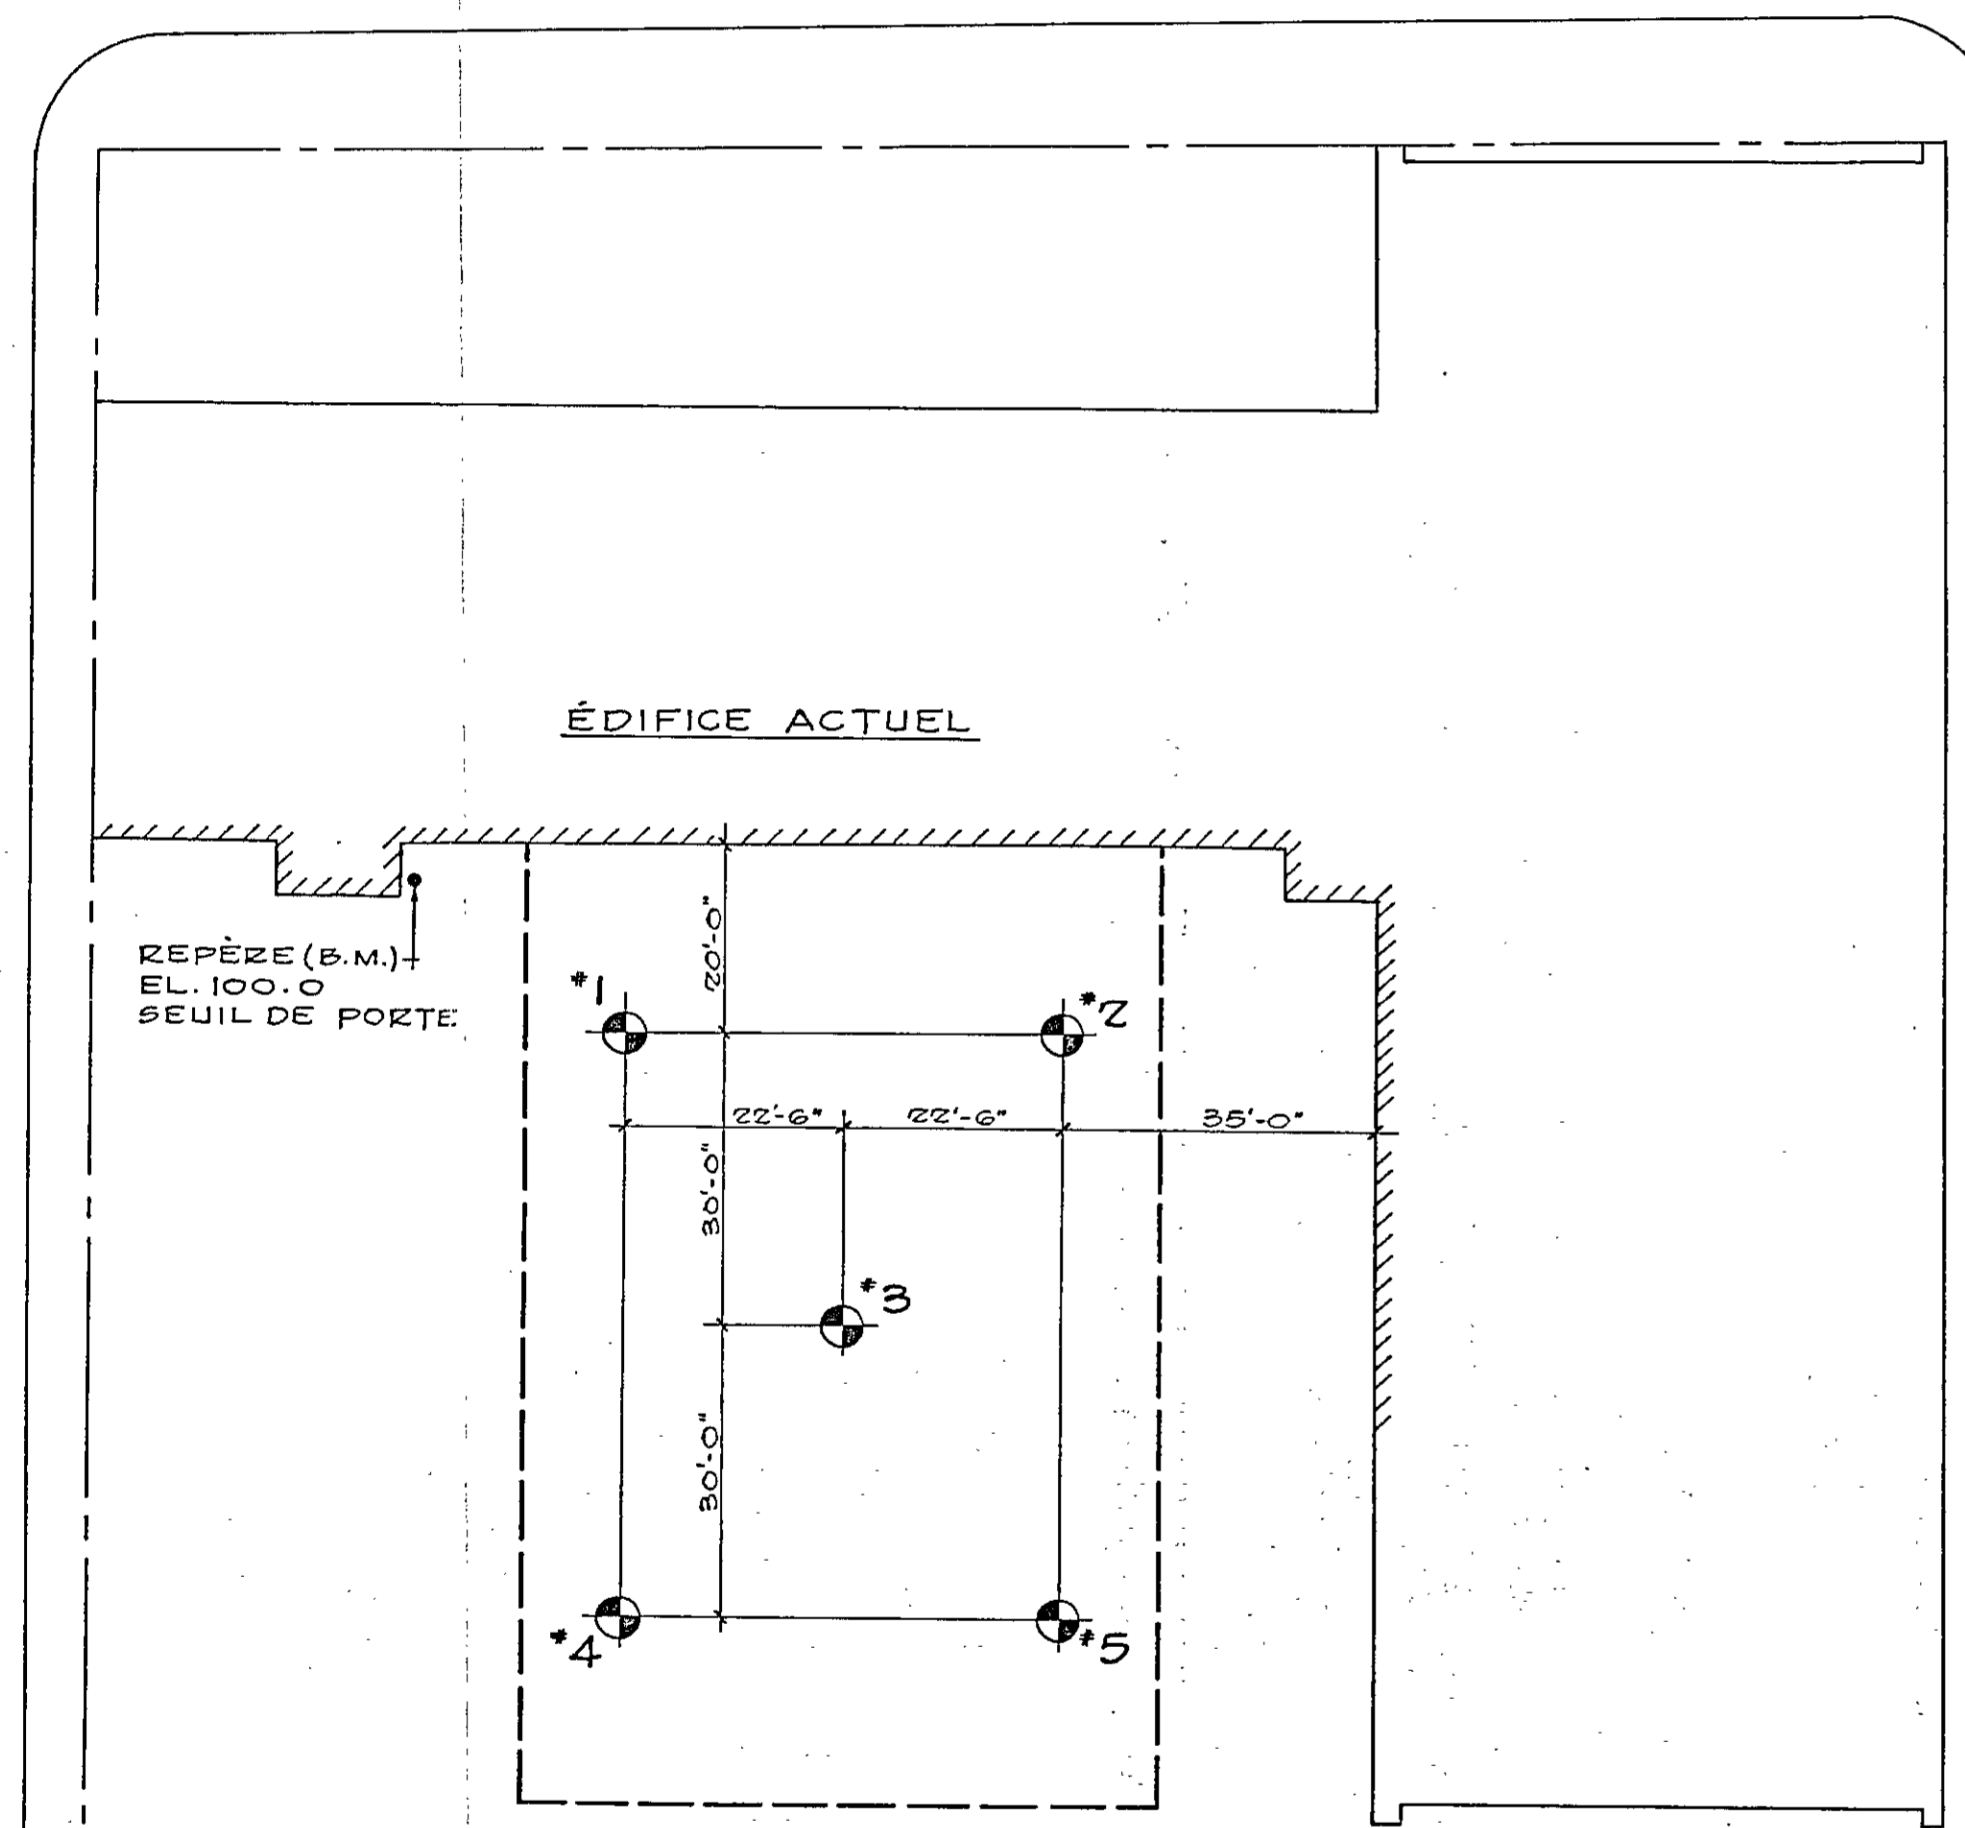 ÉDIFICE ACTUEL
REPÈRE (B.M.)
EL. 100.0
SEUIL DE PORTE
20'-0"
#1
#2
22'-6"
22'-6"
35'-0"
30'-0"
#3
30'-0"
#4
#5